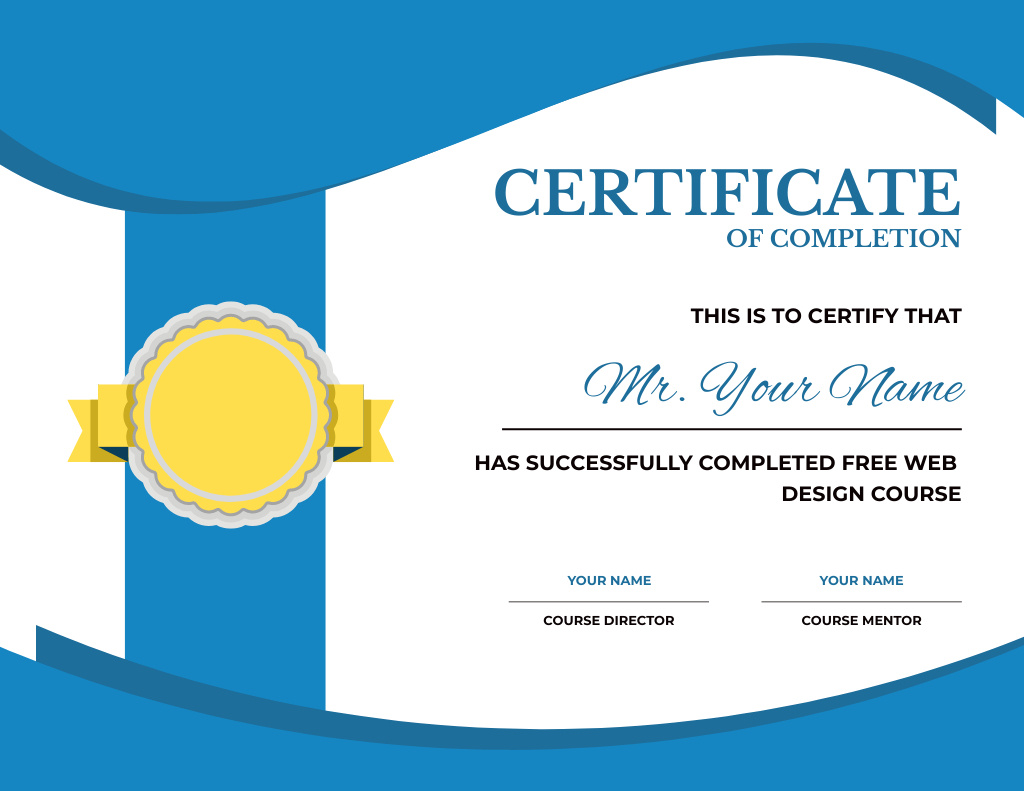 CERTIFICATE
OF COMPLETION
THIS IS TO CERTIFY THAT
Mr. Your Name
HAS SUCCESSFULLY COMPLETED FREE WEB
DESIGN COURSE
YOUR NAME
YOUR NAME
COURSE DIRECTOR
COURSE MENTOR